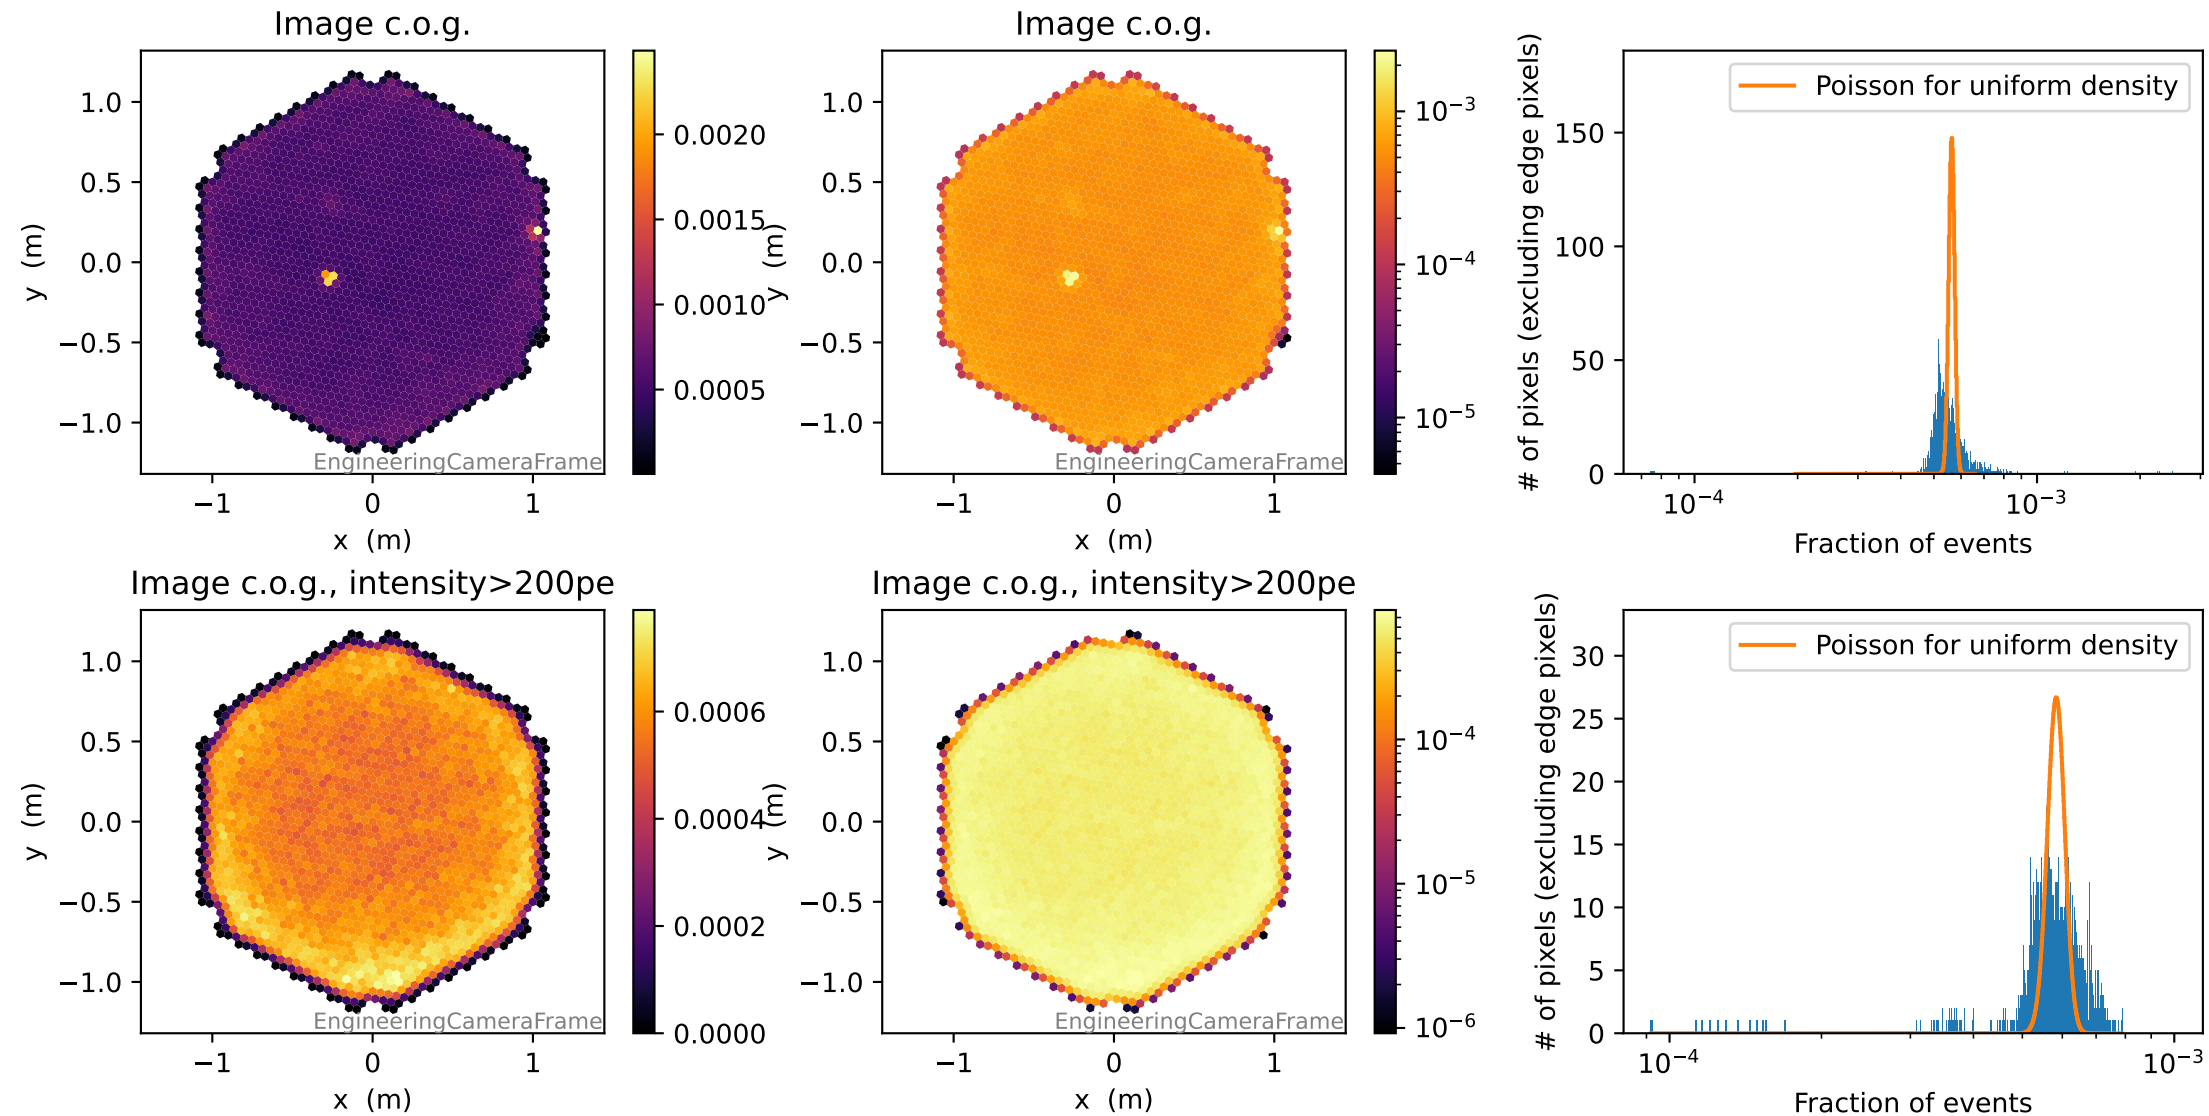 Image c.o.g.
1.0
0.5
0.0
−0.5
−1.0
y (m)
−1
0
1
x (m)
EngineeringCameraFrame
0.0020
0.0015
0.0010
0.0005
Image c.o.g.
1.0
0.5
0.0
−0.5
−1.0
y (m)
−1
0
1
x (m)
EngineeringCameraFrame
10⁻³
10⁻⁴
10⁻⁵
Poisson for uniform density
# of pixels (excluding edge pixels)
150
100
50
0
10⁻⁴
10⁻³
Fraction of events
Image c.o.g., intensity>200pe
1.0
0.5
0.0
−0.5
−1.0
y (m)
−1
0
1
x (m)
EngineeringCameraFrame
0.0006
0.0004
0.0002
0.0000
Image c.o.g., intensity>200pe
1.0
0.5
0.0
−0.5
−1.0
y (m)
−1
0
1
x (m)
EngineeringCameraFrame
10⁻⁴
10⁻⁵
10⁻⁶
Poisson for uniform density
# of pixels (excluding edge pixels)
30
25
20
15
10
5
0
10⁻⁴
10⁻³
Fraction of events